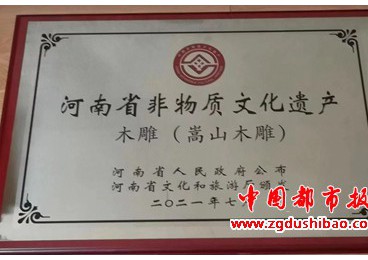 河南省非物质文化遗产
木雕（嵩山木雕）
河南省人民政府公布
河南省文化和旅游厅颁
二〇二一年七
中国都市报
www.zgdushibao.com